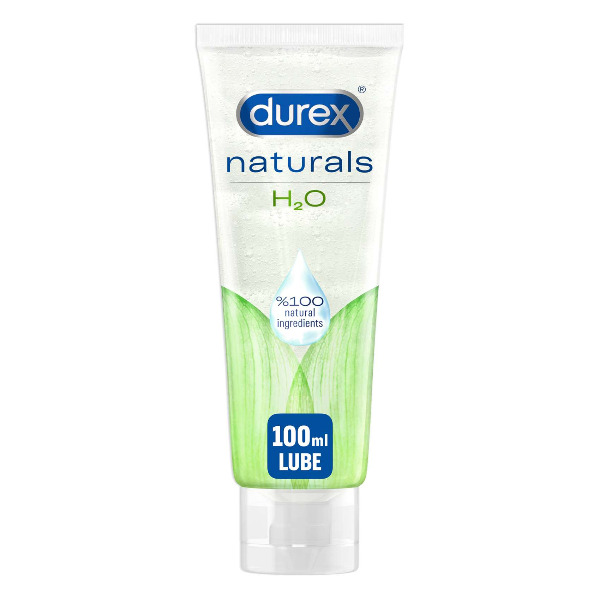 durex®
naturals
H₂O
%100
natural
ingredients
100ml
LUBE